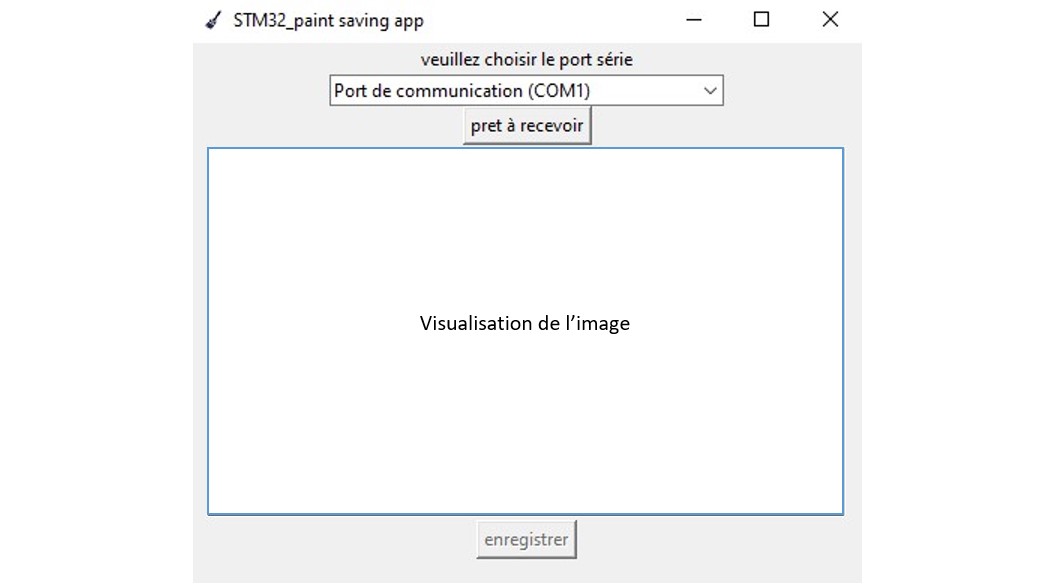 STM32_paint saving app
veuillez choisir le port série
Port de communication (COM1)
pret à recevoir
Visualisation de l’image
enregistrer